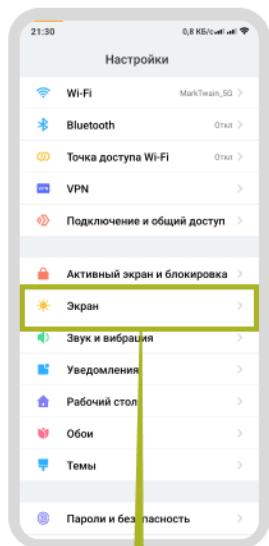 21:30 0,8 КБ/с
Настройки
Wi-Fi MarkTwain_5G
Bluetooth Откл
Точка доступа Wi-Fi Откл
VPN
Подключение и общий доступ
Активный экран и блокировка
Экран
Звук и вибрация
Уведомления
Рабочий стол
Обои
Темы
Пароли и безопасность